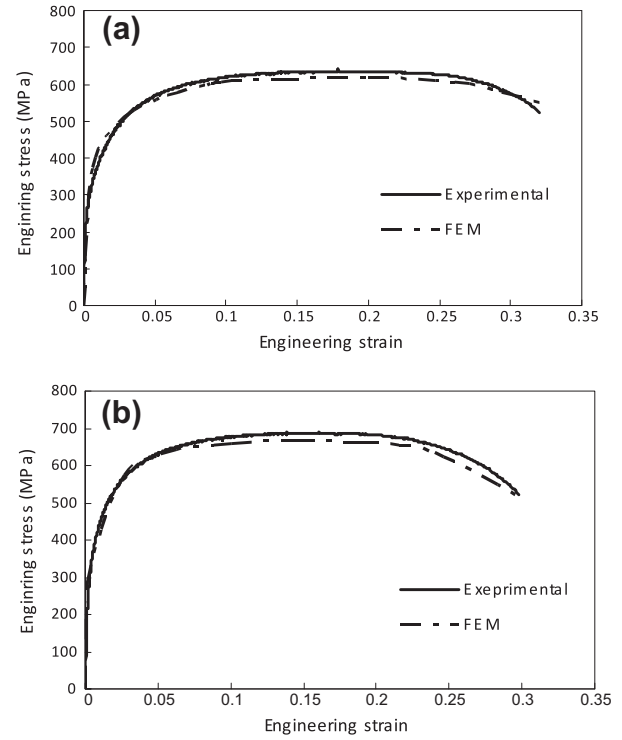 (a)
800
700
600
500
400
300
200
100
0
Enginring stress (MPa)
Experimental
FEM
0 0.05 0.1 0.15 0.2 0.25 0.3 0.35
Engineering strain
(b)
800
700
600
500
400
300
200
100
0
Enginring stress (MPa)
Exeprimental
FEM
0 0.05 0.1 0.15 0.2 0.25 0.3 0.35
Engineering strain